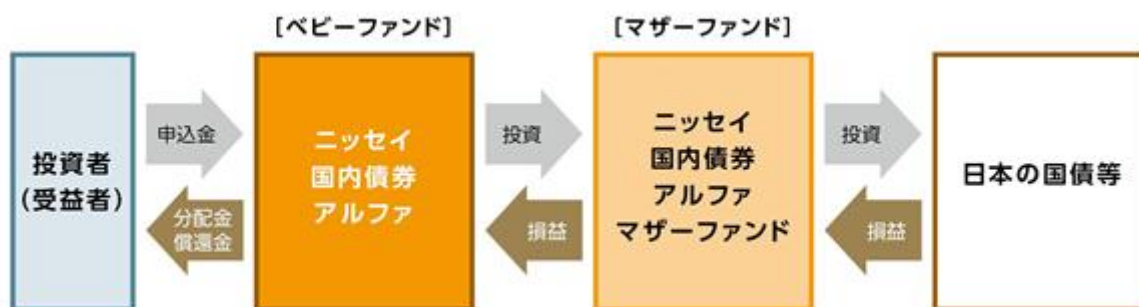 [ベビーファンド]
[マザーファンド]
投資者
(受益者)
申込金
分配金
償還金
ニッセイ
国内債券
アルファ
投資
損益
ニッセイ
国内債券
アルファ
マザーファンド
投資
損益
日本の国債等